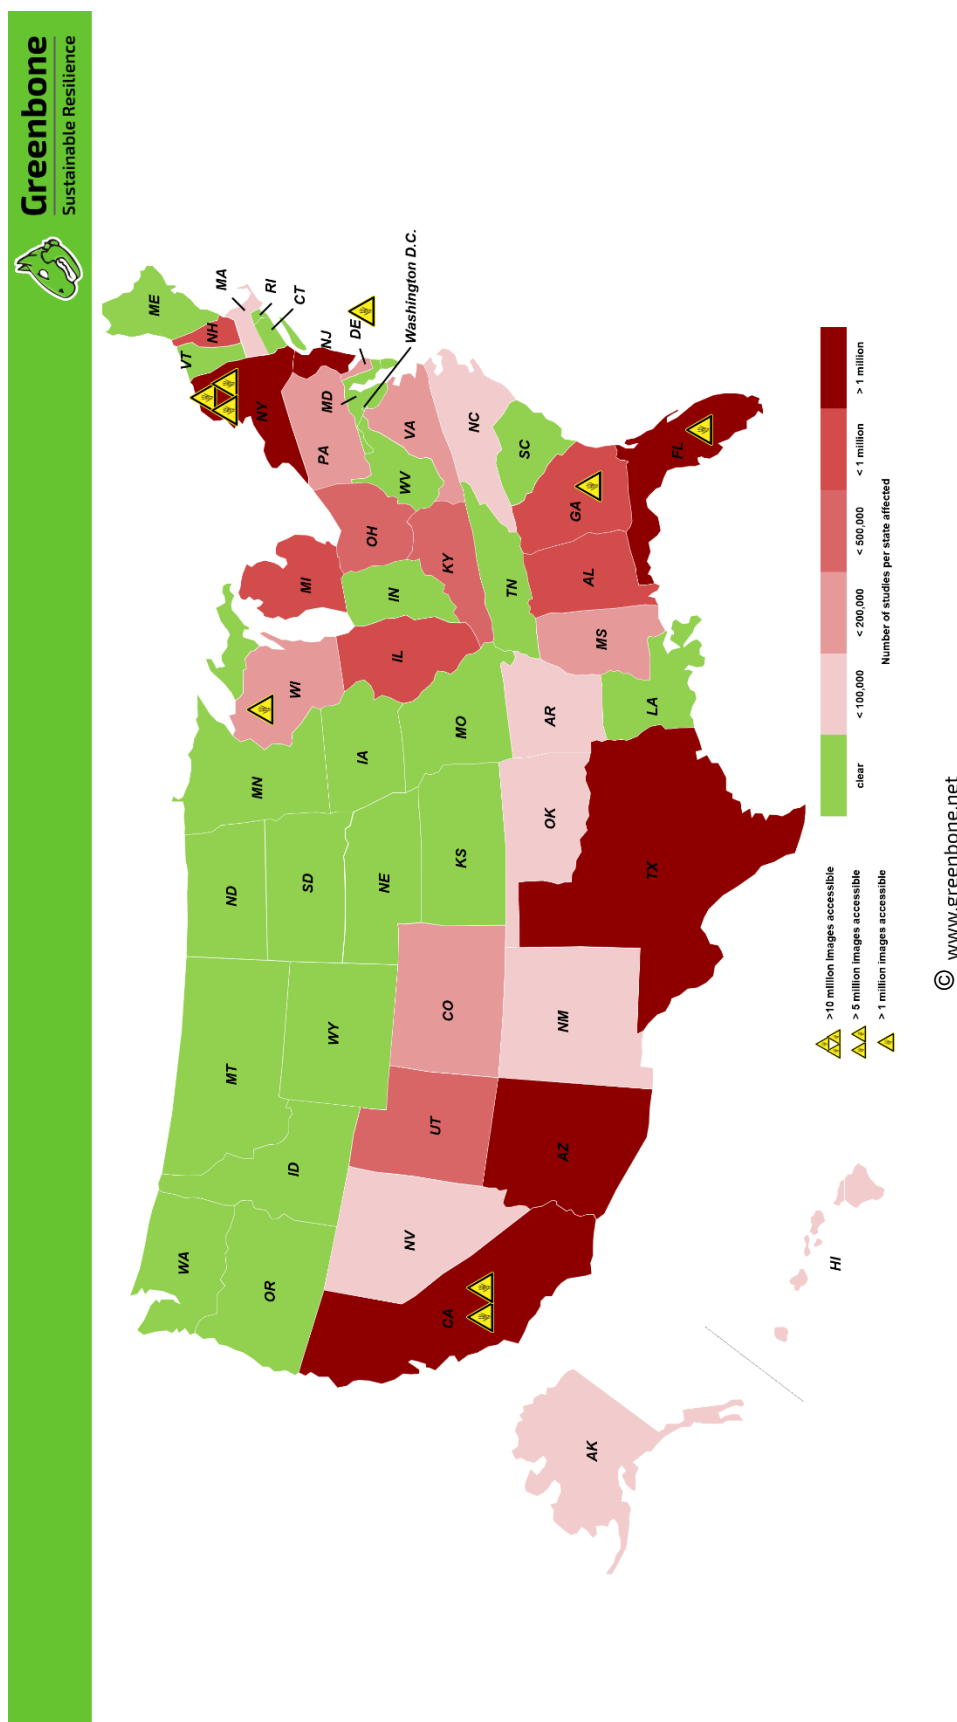 Greenbone
Sustainable Resilience
WA
OR
CA
NV
ID
MT
WY
UT
AZ
CO
NM
ND
SD
NE
KS
OK
TX
MN
IA
MO
AR
LA
WI
IL
MS
MI
IN
KY
TN
AL
OH
WV
GA
FL
SC
NC
VA
PA
MD
NY
NJ
DE
Washington D.C.
VT
NH
ME
MA
RI
CT
AK
HI
>10 million images accessible
> 5 million images accessible
> 1 million images accessible
clear
< 100,000
< 200,000
< 500,000
< 1 million
> 1 million
Number of studies per state affected
© www.greenbone.net